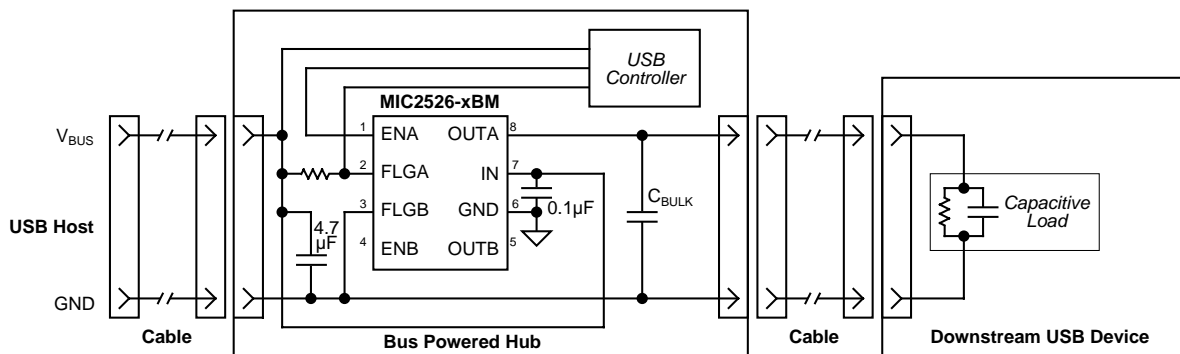 USB
Controller
MIC2526-xBM
V_BUS
USB Host
GND
1
ENA
OUTA
8
2
FLGA
IN
7
3
FLGB
GND
6
4
ENB
OUTB
5
4.7
µF
0.1µF
C_BULK
Capacitive
Load
Cable
Bus Powered Hub
Cable
Downstream USB Device